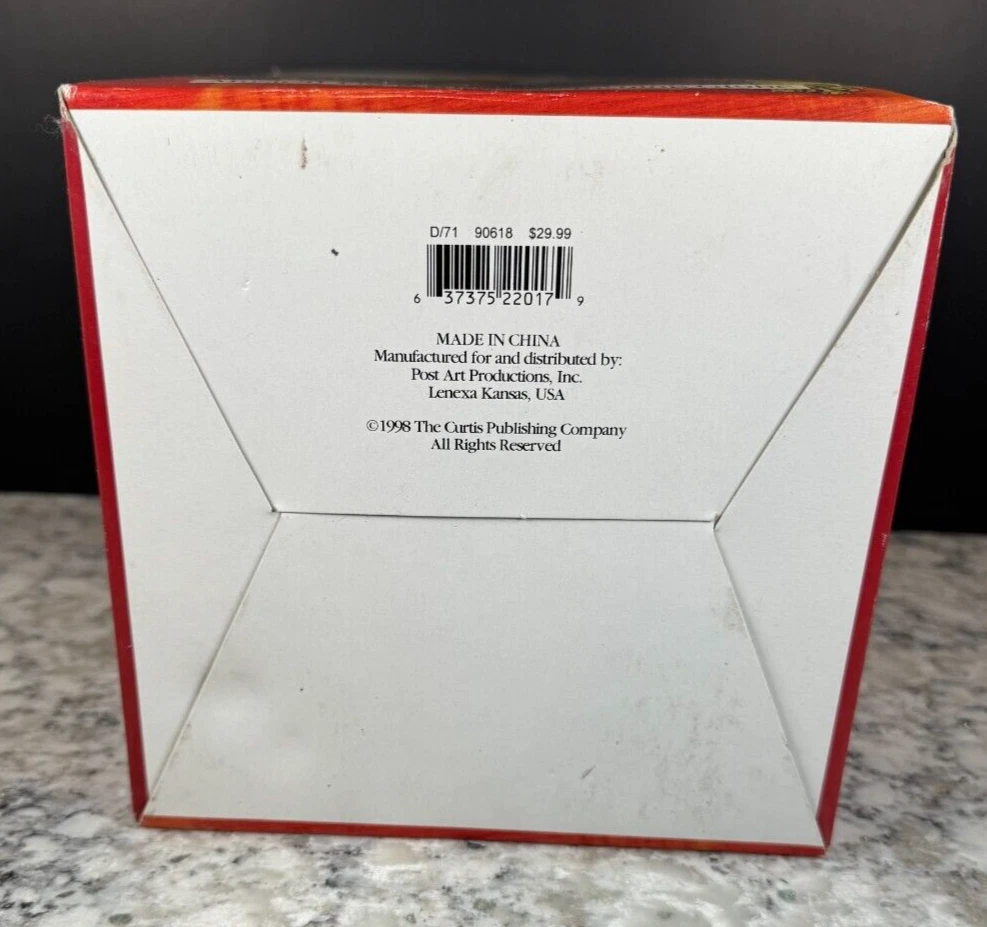 D/71 90618 $29.99
6 37375 22017 9
MADE IN CHINA
Manufactured for and distributed by:
Post Art Productions, Inc.
Lenexa Kansas, USA
©1998 The Curtis Publishing Company
All Rights Reserved